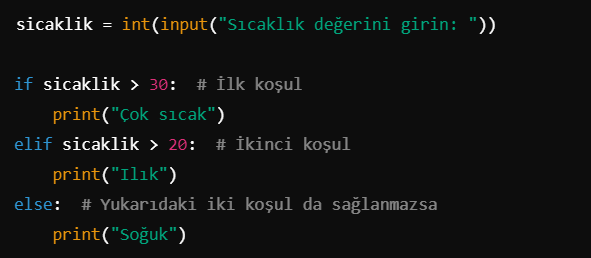 sicaklik = int(input("Sıcaklık değerini girin: "))
if sicaklik > 30:  # İlk koşul
    print("Çok sıcak")
elif sicaklik > 20:  # İkinci koşul
    print("Ilık")
else:  # Yukarıdaki iki koşul da sağlanmazsa
    print("Soğuk")